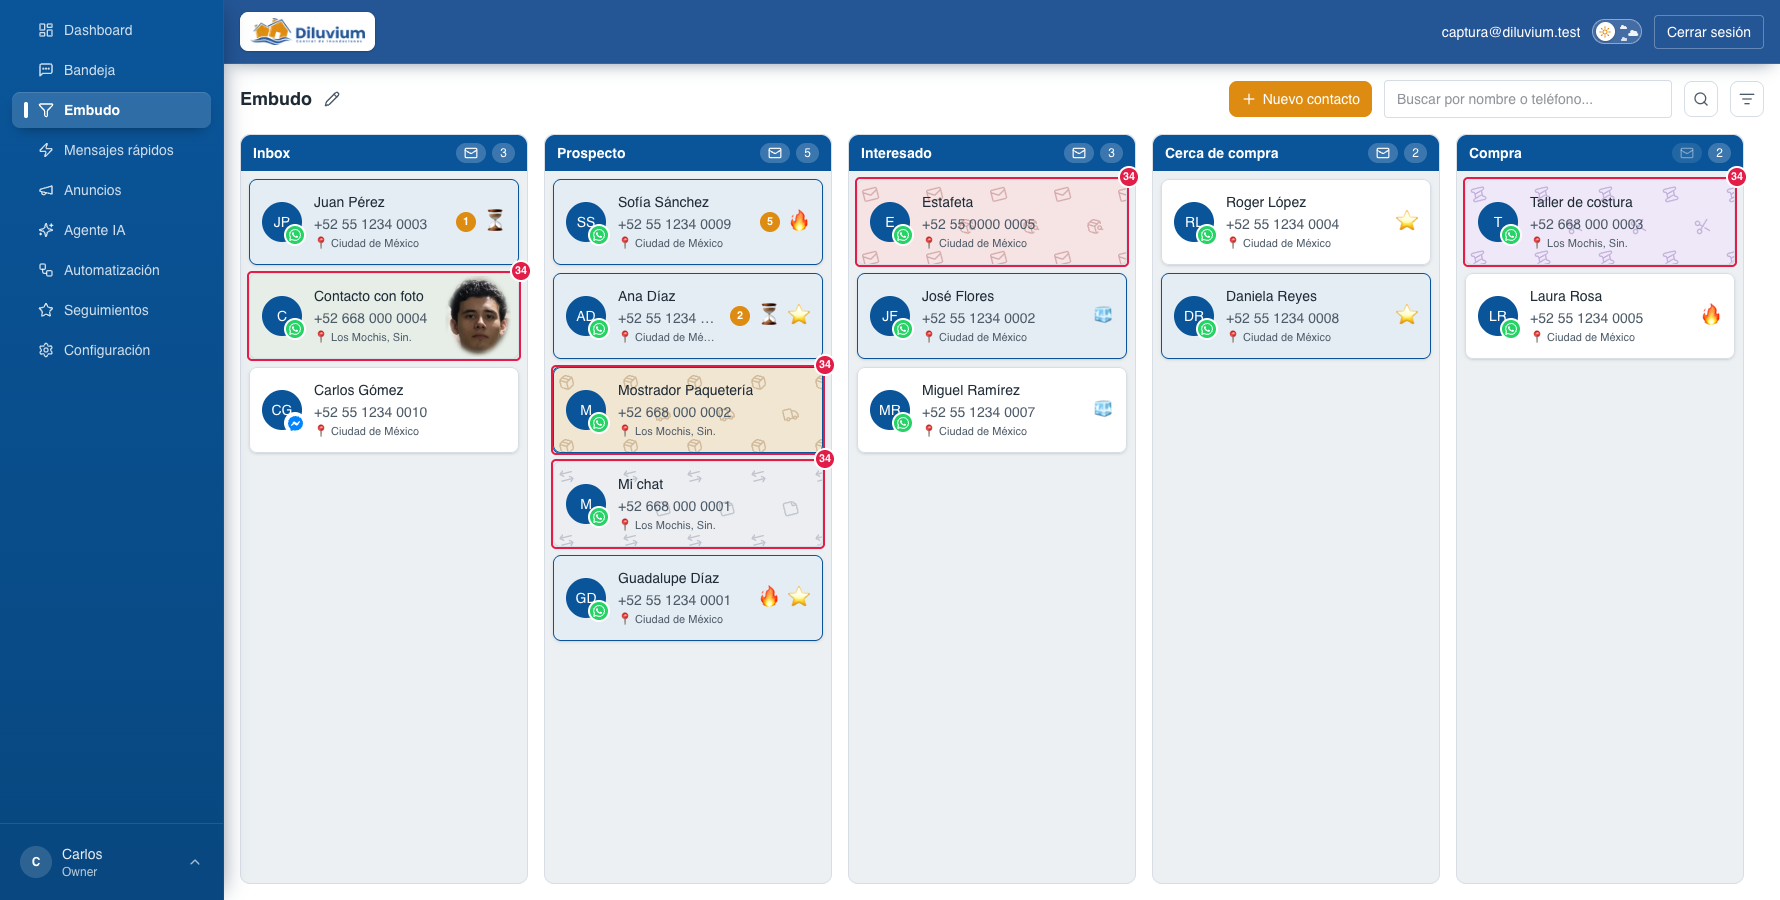 Dashboard
Bandeja
Embudo
Mensajes rápidos
Anuncios
Agente IA
Automatización
Seguimientos
Configuración
C
Carlos
Owner
Diluvium
captura@diluvium.test
Cerrar sesión
Embudo
Nuevo contacto
Buscar por nombre o teléfono...
Inbox
3
JP
Juan Pérez
+52 55 1234 0003
Ciudad de México
1
34
C
Contacto con foto
+52 668 000 0004
Los Mochis, Sin.
CG
Carlos Gómez
+52 55 1234 0010
Ciudad de México
Prospecto
5
SS
Sofía Sánchez
+52 55 1234 0009
Ciudad de México
5
AD
Ana Díaz
+52 55 1234 ...
Ciudad de Mé...
2
34
M
Mostrador Paquetería
+52 668 000 0002
Los Mochis, Sin.
34
M
Mi chat
+52 668 000 0001
Los Mochis, Sin.
GD
Guadalupe Díaz
+52 55 1234 0001
Ciudad de México
Interesado
3
34
E
Estafeta
+52 55 0000 0005
Ciudad de México
JF
José Flores
+52 55 1234 0002
Ciudad de México
MR
Miguel Ramírez
+52 55 1234 0007
Ciudad de México
Cerca de compra
2
RL
Roger López
+52 55 1234 0004
Ciudad de México
DR
Daniela Reyes
+52 55 1234 0008
Ciudad de México
Compra
2
34
T
Taller de costura
+52 668 000 0003
Los Mochis, Sin.
LR
Laura Rosa
+52 55 1234 0005
Ciudad de México